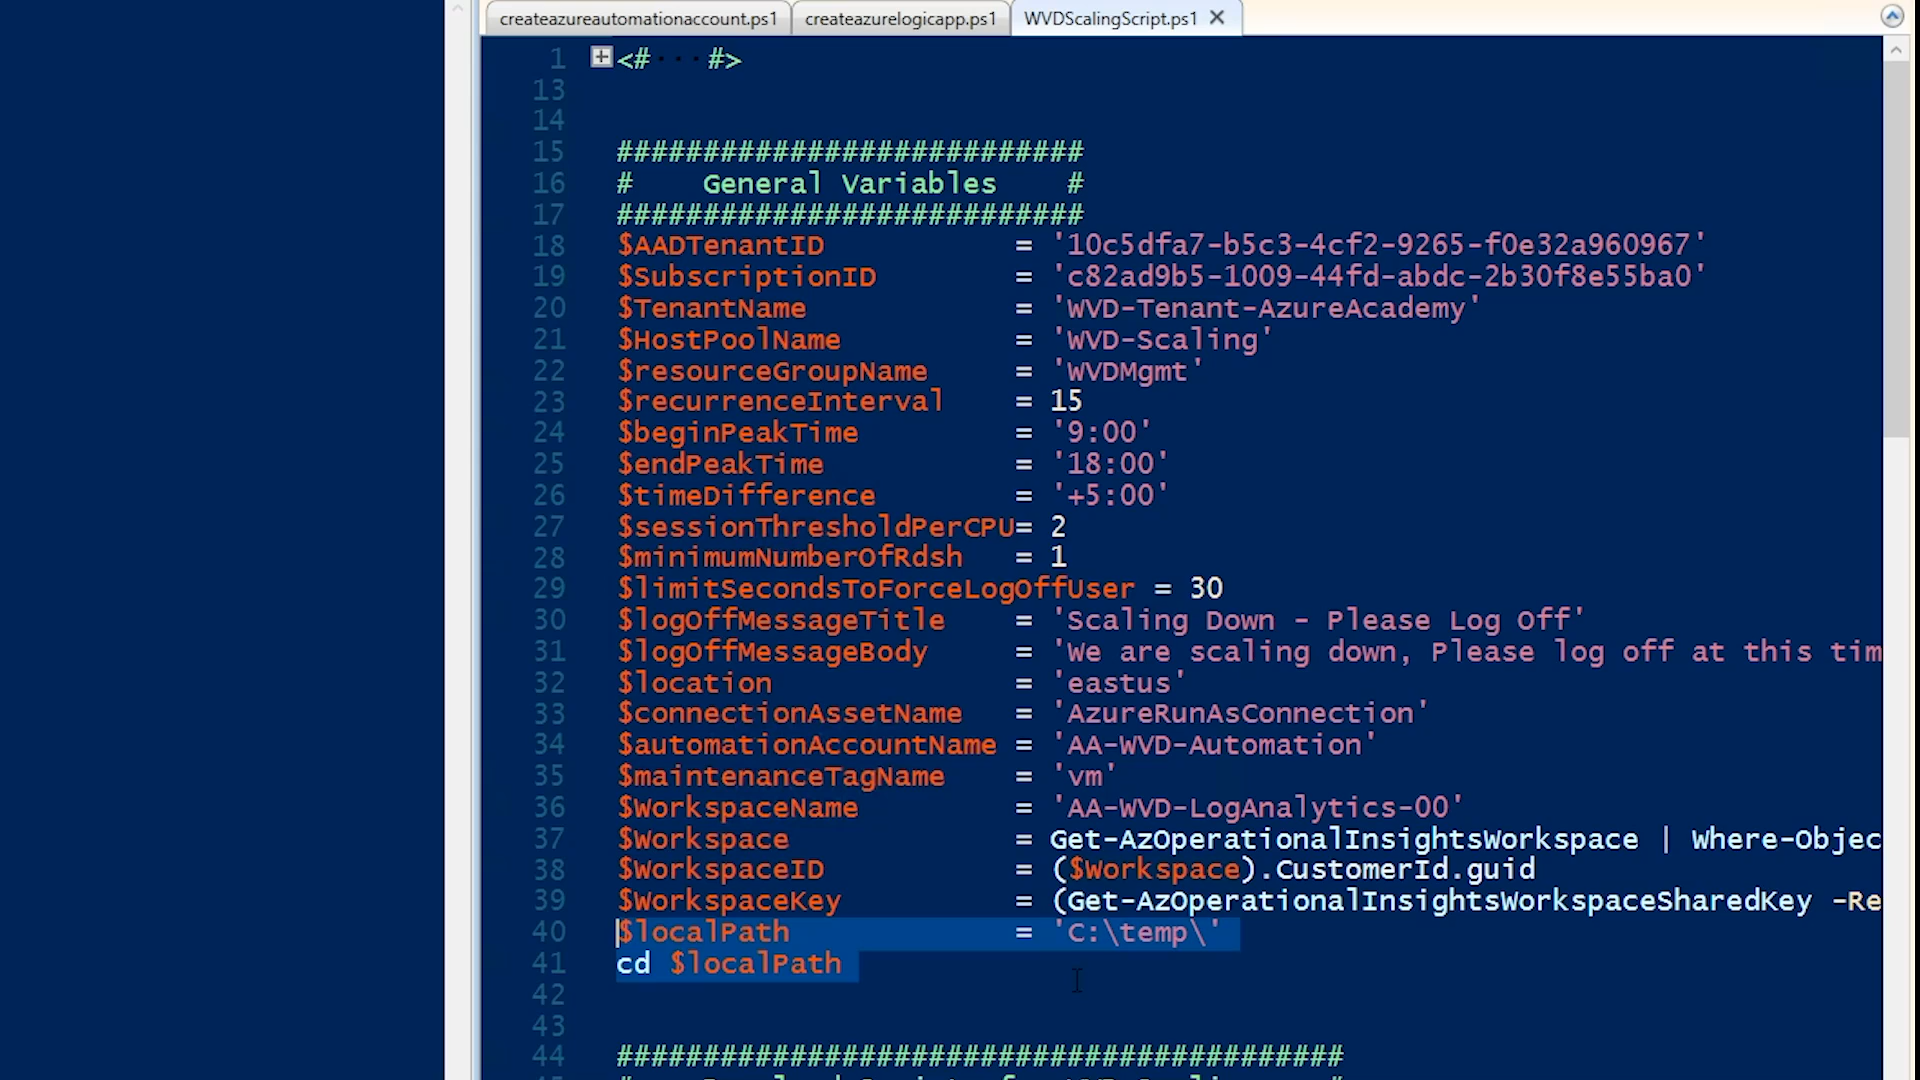 createazureautomationaccount.ps1 createazurelogicapp.ps1 WVDScalingScript.ps1
1 <#...#>
13
14
15 ###########################
16 #    General Variables    #
17 ###########################
18 $AADTenantID = '10c5dfa7-b5c3-4cf2-9265-f0e32a960967'
19 $SubscriptionID = 'c82ad9b5-1009-44fd-abdc-2b30f8e55ba0'
20 $TenantName = 'WVD-Tenant-AzureAcademy'
21 $HostPoolName = 'WVD-Scaling'
22 $resourceGroupName = 'WVDMgmt'
23 $recurrenceInterval = 15
24 $beginPeakTime = '9:00'
25 $endPeakTime = '18:00'
26 $timeDifference = '+5:00'
27 $sessionThresholdPerCPU= 2
28 $minimumNumberOfRdsh = 1
29 $limitSecondsToForceLogOffUser = 30
30 $logOffMessageTitle = 'Scaling Down - Please Log Off'
31 $logOffMessageBody = 'We are scaling down, Please log off at this tim
32 $location = 'eastus'
33 $connectionAssetName = 'AzureRunAsConnection'
34 $automationAccountName = 'AA-WVD-Automation'
35 $maintenanceTagName = 'vm'
36 $WorkspaceName = 'AA-WVD-LogAnalytics-00'
37 $Workspace = Get-AzOperationalInsightsWorkspace | Where-Objec
38 $WorkspaceID = ($Workspace).CustomerId.guid
39 $WorkspaceKey = (Get-AzOperationalInsightsWorkspaceSharedKey -Re
40 $localPath = 'C:\temp\'
41 cd $localPath
42
43
44 ##########################################